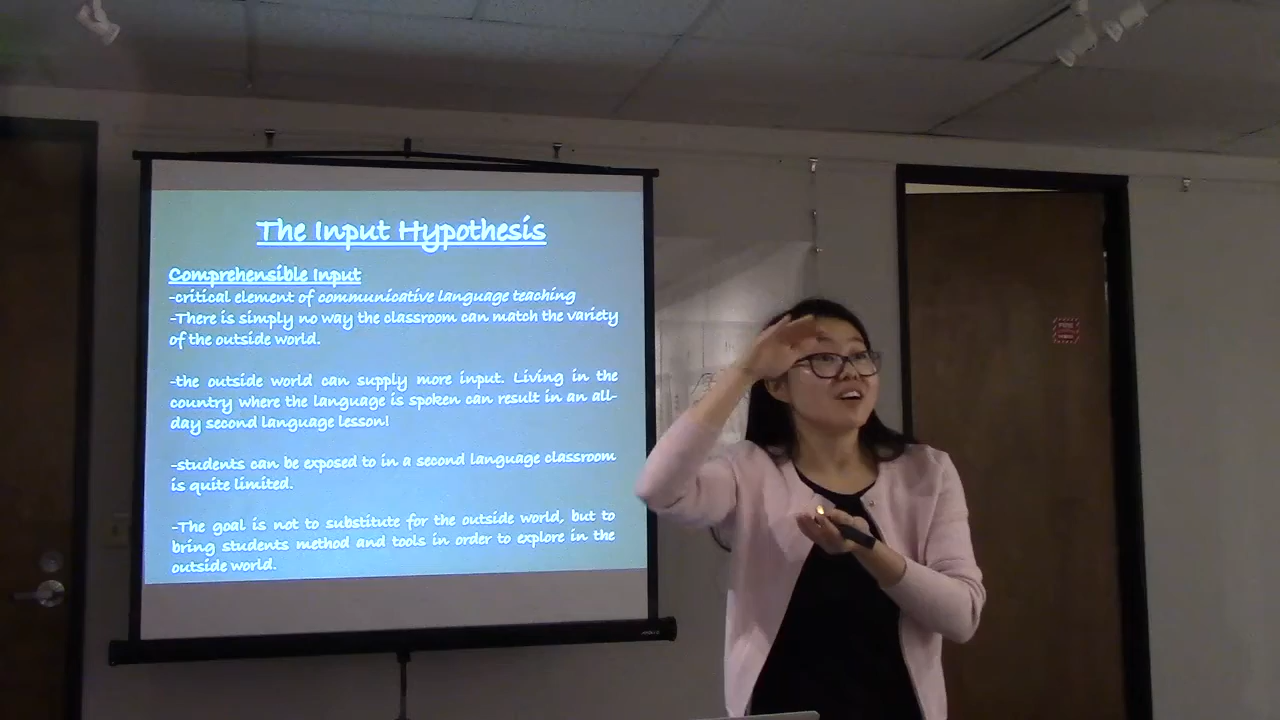 The Input Hypothesis
Comprehensible Input
-critical element of communicative language teaching
-There is simply no way the classroom can match the variety
of the outside world.
-the outside world can supply more input. Living in the
country where the language is spoken can result in an all-
day second language lesson!
-students can be exposed to in a second language classroom
is quite limited.
-The goal is not to substitute for the outside world, but to
bring students method and tools in order to explore in the
outside world.